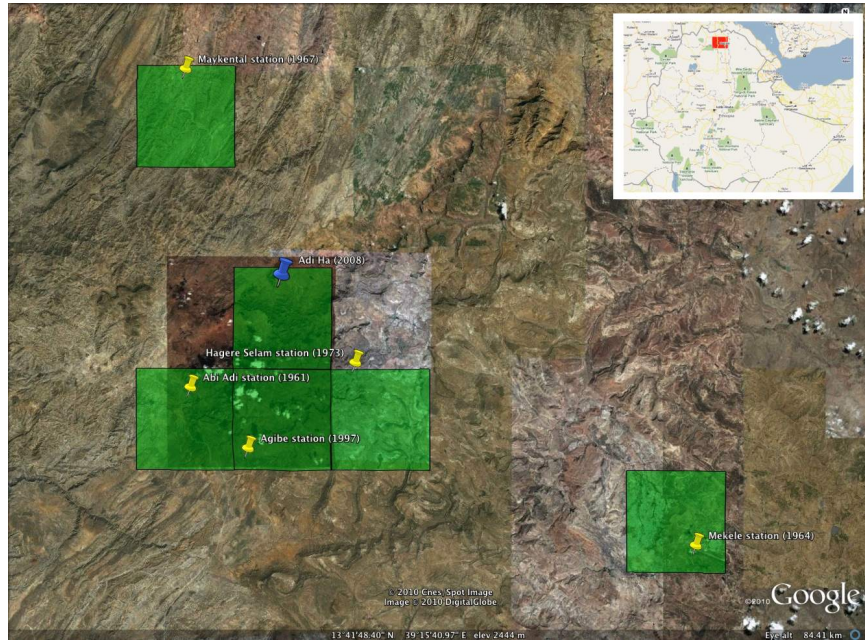 N
Maykental station (1967)
Adi Ha (2008)
Hagere Selam station (1973)
Abi Adi station (1961)
Agibe station (1997)
Mekele station (1964)
© 2010 Cnes, Spot Image
Image © 2010 DigitalGlobe
©2010 Google
13°41'48.40" N 39°15'40.97" E elev 2444 m
Eye alt 84.41 km